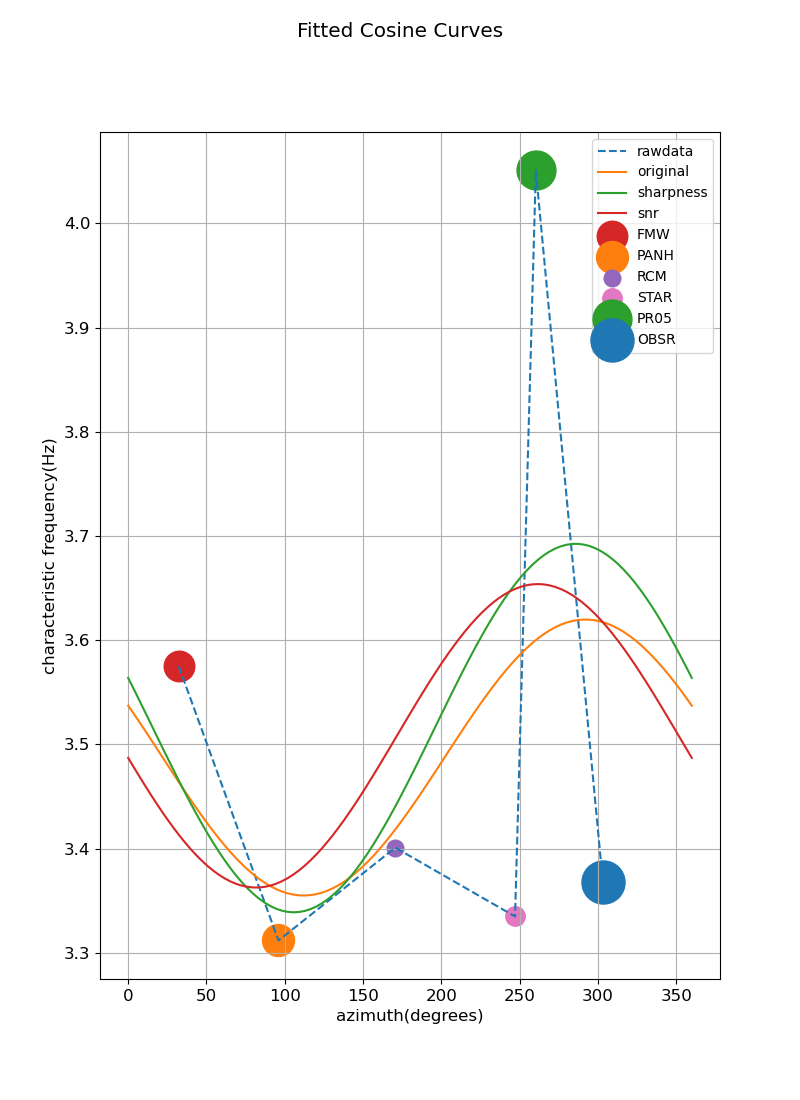 Fitted Cosine Curves
rawdata
original
sharpness
snr
FMW
PANH
RCM
STAR
PR05
OBSR
4.0
3.9
3.8
3.7
3.6
3.5
3.4
3.3
characteristic frequency(Hz)
0 50 100 150 200 250 300 350
azimuth(degrees)